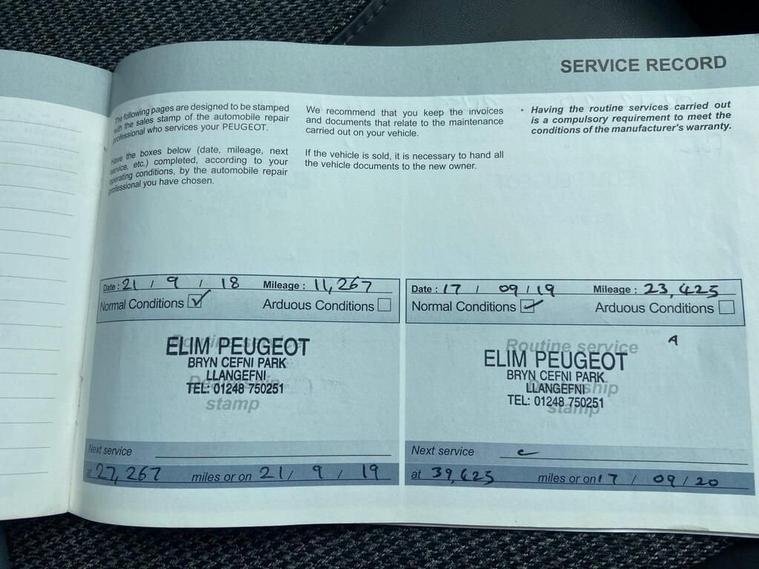 SERVICE RECORD
The following pages are designed to be stamped
with the sales stamp of the automobile repair
professional who services your PEUGEOT.
Have the boxes below (date, mileage, next
service, etc.) completed, according to your
operating conditions, by the automobile repair
professional you have chosen.
We recommend that you keep the invoices
and documents that relate to the maintenance
carried out on your vehicle.
If the vehicle is sold, it is necessary to hand all
the vehicle documents to the new owner.
• Having the routine services carried out
is a compulsory requirement to meet the
conditions of the manufacturer's warranty.
Date : 21 / 9 / 18 Mileage : 11,267
Normal Conditions Arduous Conditions
ELIM PEUGEOT
BRYN CEFNI PARK
LLANGEFNI
TEL: 01248 750251
stamp
Next service
at 27,267 miles or on 21 / 9 / 19
Date : 17 / 09 / 19 Mileage : 23,425
Normal Conditions Arduous Conditions
Routine service A
ELIM PEUGEOT
BRYN CEFNI PARK
LLANGEFNI
TEL: 01248 750251
stamp
Next service
at miles or on 17 / 09 / 20